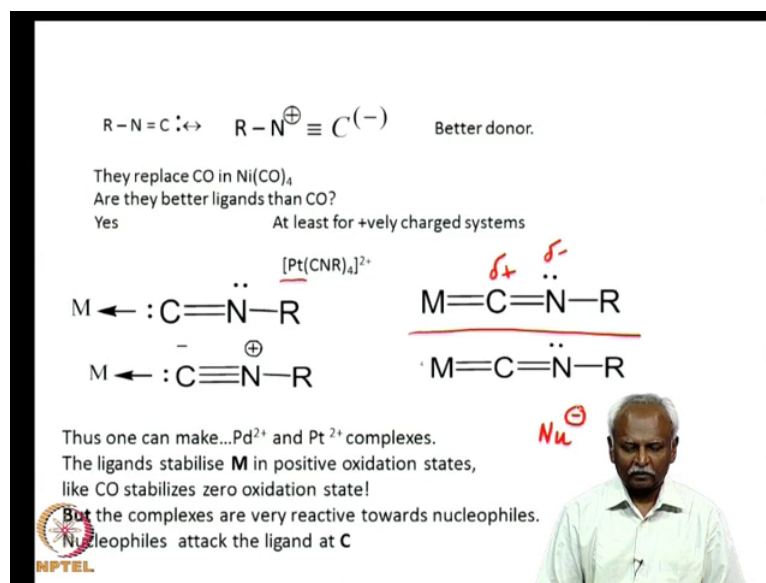 R – N = C :↔ R – N⊕ ≡ C(–) Better donor.
They replace CO in Ni(CO)₄
Are they better ligands than CO?
Yes At least for +vely charged systems
[Pt(CNR)₄]²⁺
δ+ δ-
M ← :C=N̈–R
M=C=N̈–R
– ⊕
M ← :C≡N–R
M=C=N̈–R
Nu⊖
Thus one can make...Pd²⁺ and Pt ²⁺ complexes.
The ligands stabilise M in positive oxidation states,
like CO stabilizes zero oxidation state!
But the complexes are very reactive towards nucleophiles.
Nucleophiles attack the ligand at C
NPTEL